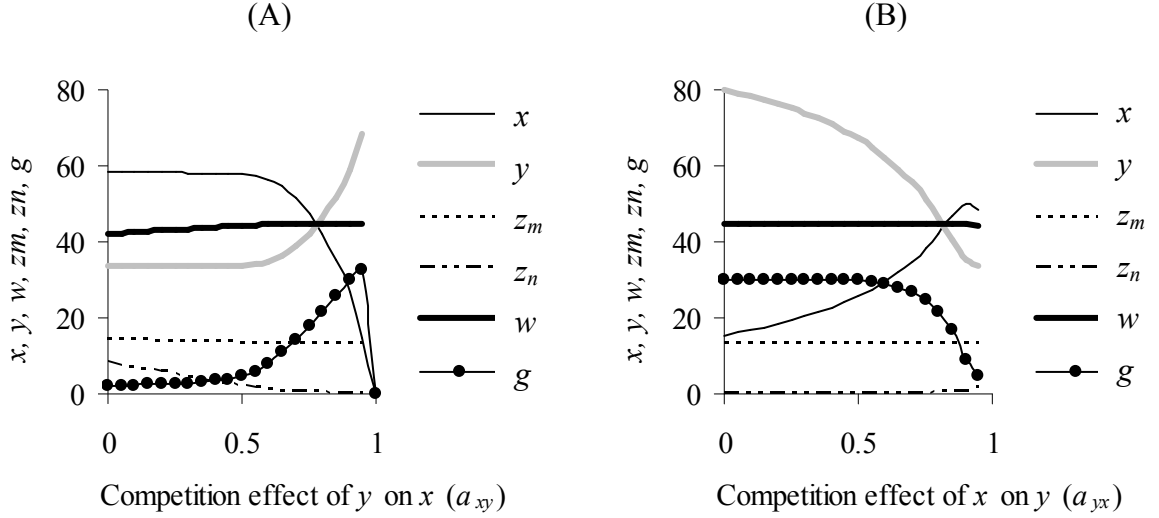 (A)
x, y, w, zm, zn, g
80
60
40
20
0
0
0.5
1
Competition effect of y on x (a xy)
x
y
z m
z n
w
g
(B)
x, y, w, zm, zn, g
80
60
40
20
0
0
0.5
1
Competition effect of x on y (a yx)
x
y
z m
z n
w
g